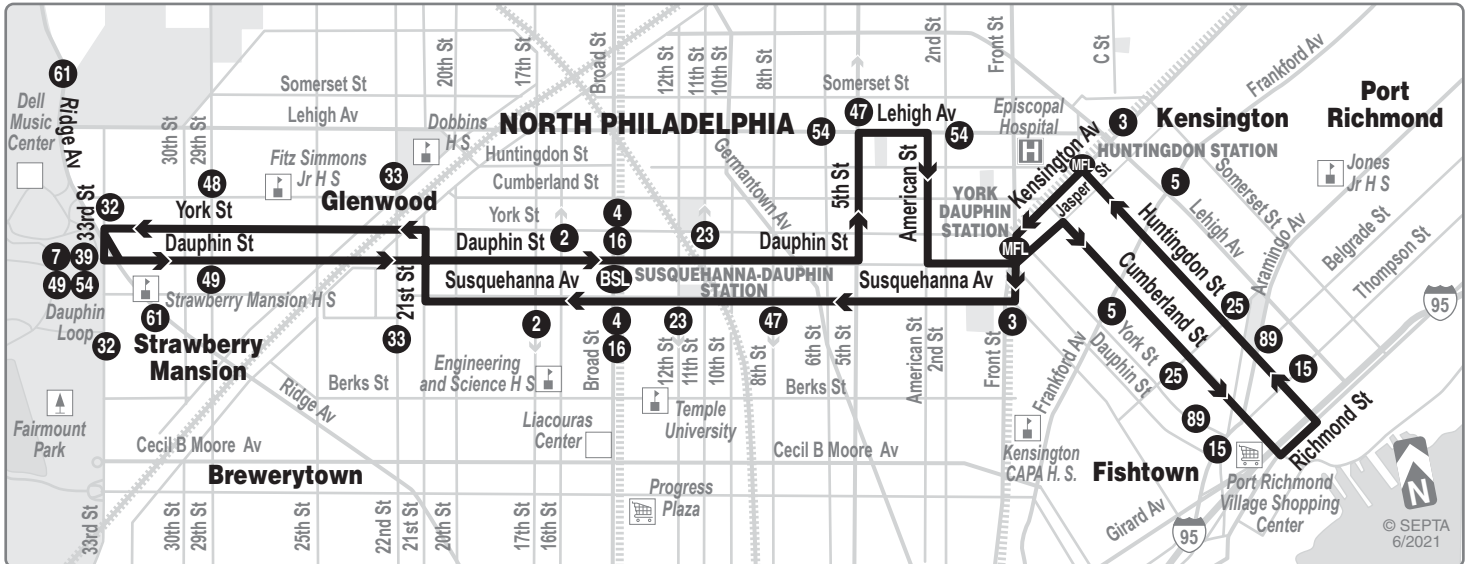 61
Dell
Music
Center
Ridge Av
33rd St
30th St
29th St
Somerset St
Lehigh Av
20th St
17th St
Broad St
12th St
11th St
10th St
8th St
Somerset St
2nd St
Front St
C St
Frankford Av
Port
Richmond
Dobbins
H S
NORTH PHILADELPHIA
54
47
Lehigh Av
54
Episcopal
Hospital
H
3
Kensington
HUNTINGDON STATION
Kensington Av
MFL
Jasper St
Jones
Jr H S
Fitz Simmons
Jr H S
Huntingdon St
Cumberland St
Germantown Av
5th St
American St
YORK
DAUPHIN
STATION
5
Somerset St
Lehigh Av
Aramingo Av
Belgrade St
Thompson St
95
32
48
York St
33
Glenwood
York St
2
4
16
23
Dauphin St
Dauphin St
Dauphin St
MFL
Huntingdon St
Cumberland St
25
89
15
7
39
49
54
Dauphin
Loop
32
49
Strawberry Mansion H S
61
Strawberry
Mansion
21st St
33
Susquehanna Av
BSL
SUSQUEHANNA-DAUPHIN
STATION
Susquehanna Av
2
4
16
23
47
3
5
York St
Dauphin St
25
89
15
Richmond St
Engineering
and Science H S
Broad St
12th St
11th St
10th St
8th St
6th St
5th St
American St
2nd St
Front St
Frankford Av
Berks St
Ridge Av
Berks St
Fairmount
Park
Liacouras
Center
Temple
University
Cecil B Moore Av
Cecil B Moore Av
Kensington
CAPA H. S.
Fishtown
Port Richmond
Village Shopping
Center
Brewerytown
Progress
Plaza
33rd St
30th St
29th St
25th St
22nd St
21st St
20th St
17th St
16th St
Girard Av
95
N
© SEPTA
6/2021